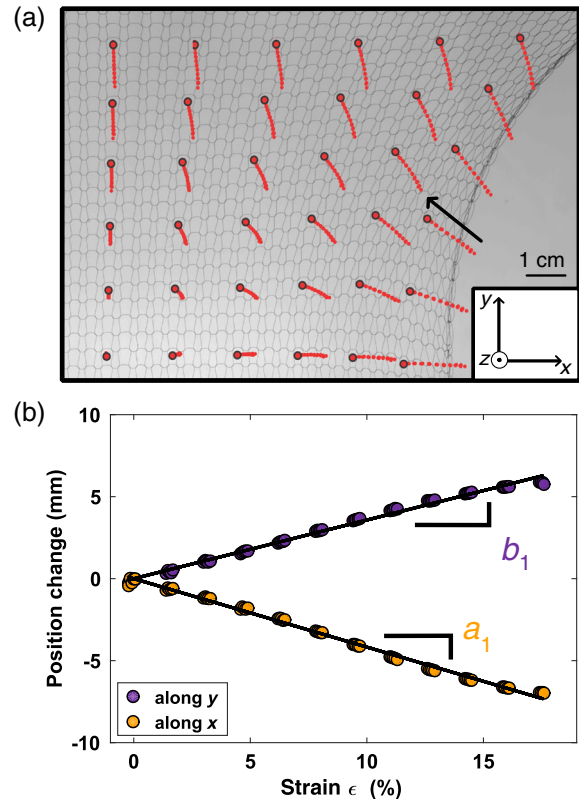 (a)
1 cm
y
z
x
(b)
Position change (mm)
10
5
0
-5
-10
b1
a1
along y
along x
0
5
10
15
Strain ϵ (%)